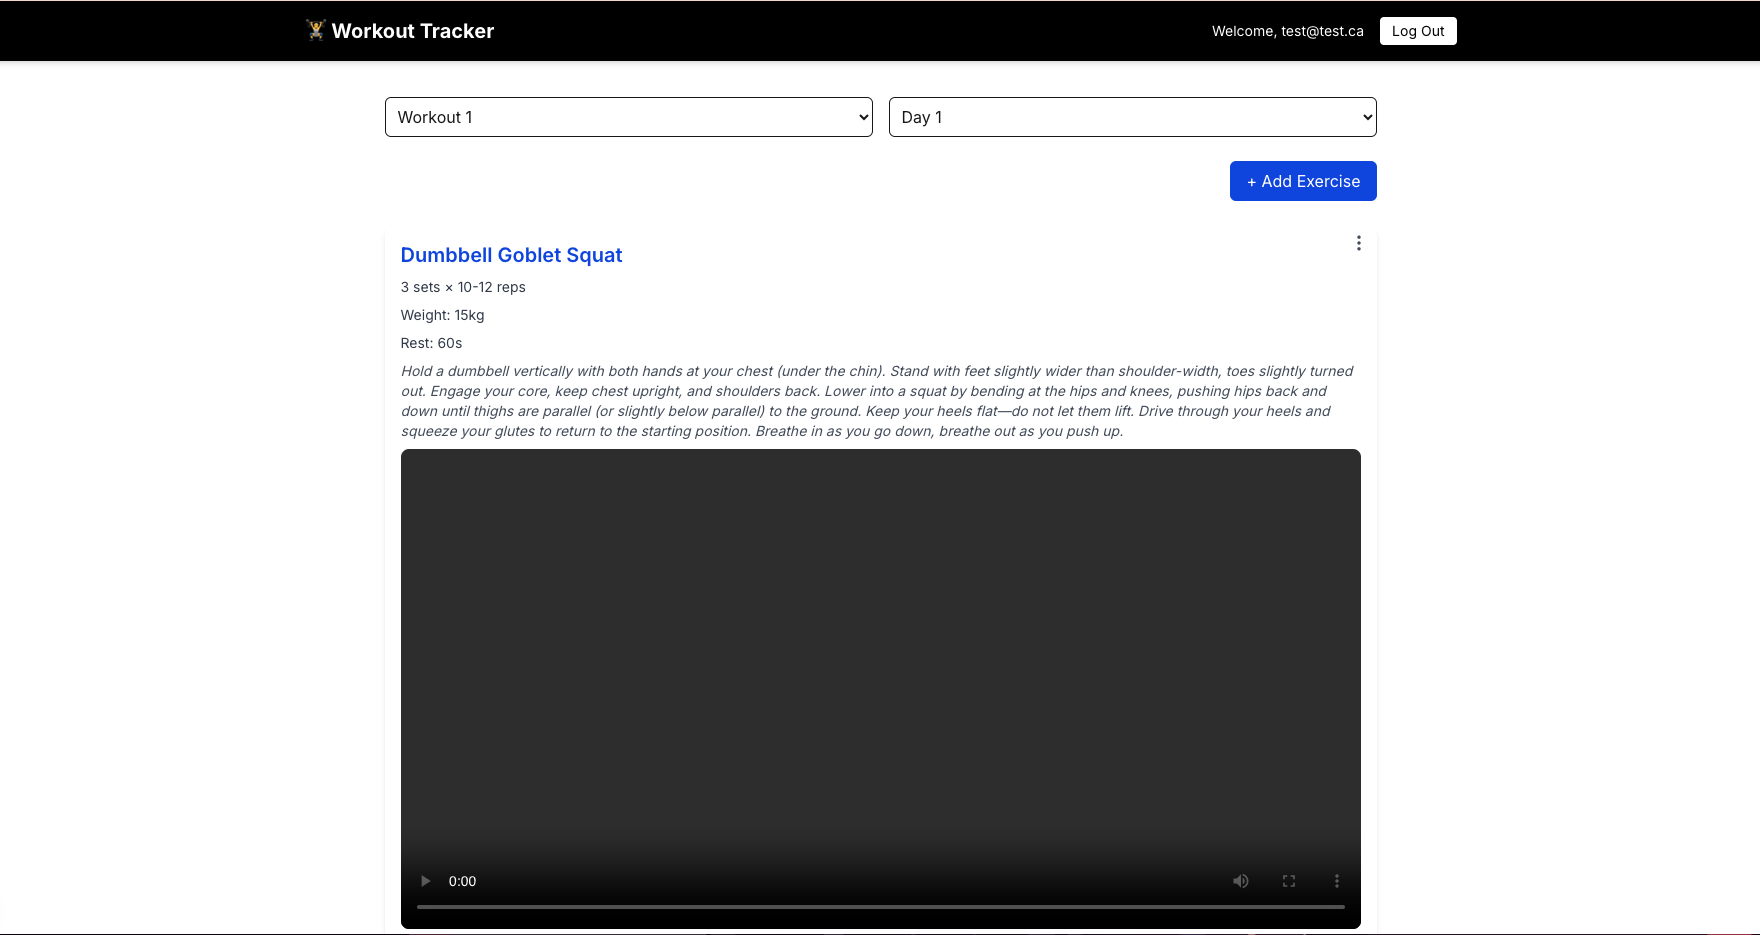 🏋️ Workout Tracker
Welcome, test@test.ca
Log Out
Workout 1
Day 1
+ Add Exercise
Dumbbell Goblet Squat
3 sets × 10-12 reps
Weight: 15kg
Rest: 60s
Hold a dumbbell vertically with both hands at your chest (under the chin). Stand with feet slightly wider than shoulder-width, toes slightly turned
out. Engage your core, keep chest upright, and shoulders back. Lower into a squat by bending at the hips and knees, pushing hips back and
down until thighs are parallel (or slightly below parallel) to the ground. Keep your heels flat—do not let them lift. Drive through your heels and
squeeze your glutes to return to the starting position. Breathe in as you go down, breathe out as you push up.
0:00